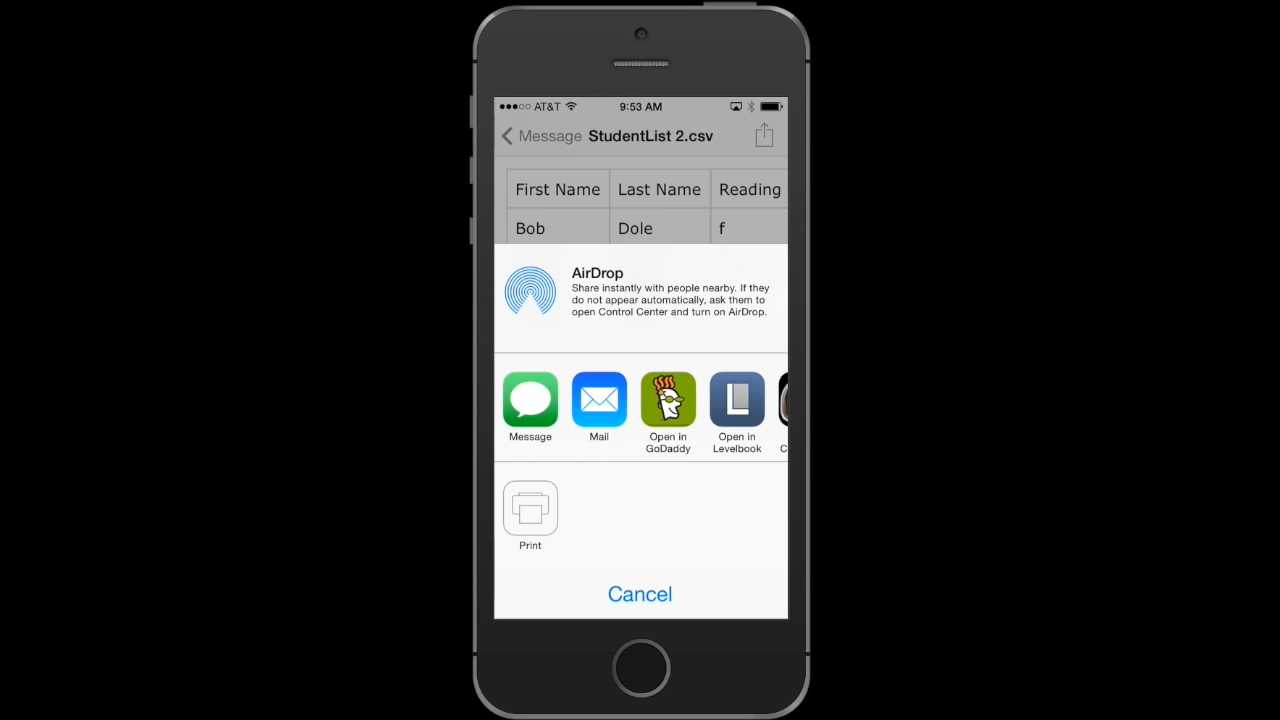 AT&T 9:53 AM
Message StudentList 2.csv
First Name Last Name Reading
Bob Dole f
AirDrop
Share instantly with people nearby. If they
do not appear automatically, ask them to
open Control Center and turn on AirDrop.
Message Mail Open in GoDaddy Open in Levelbook C
Print
Cancel